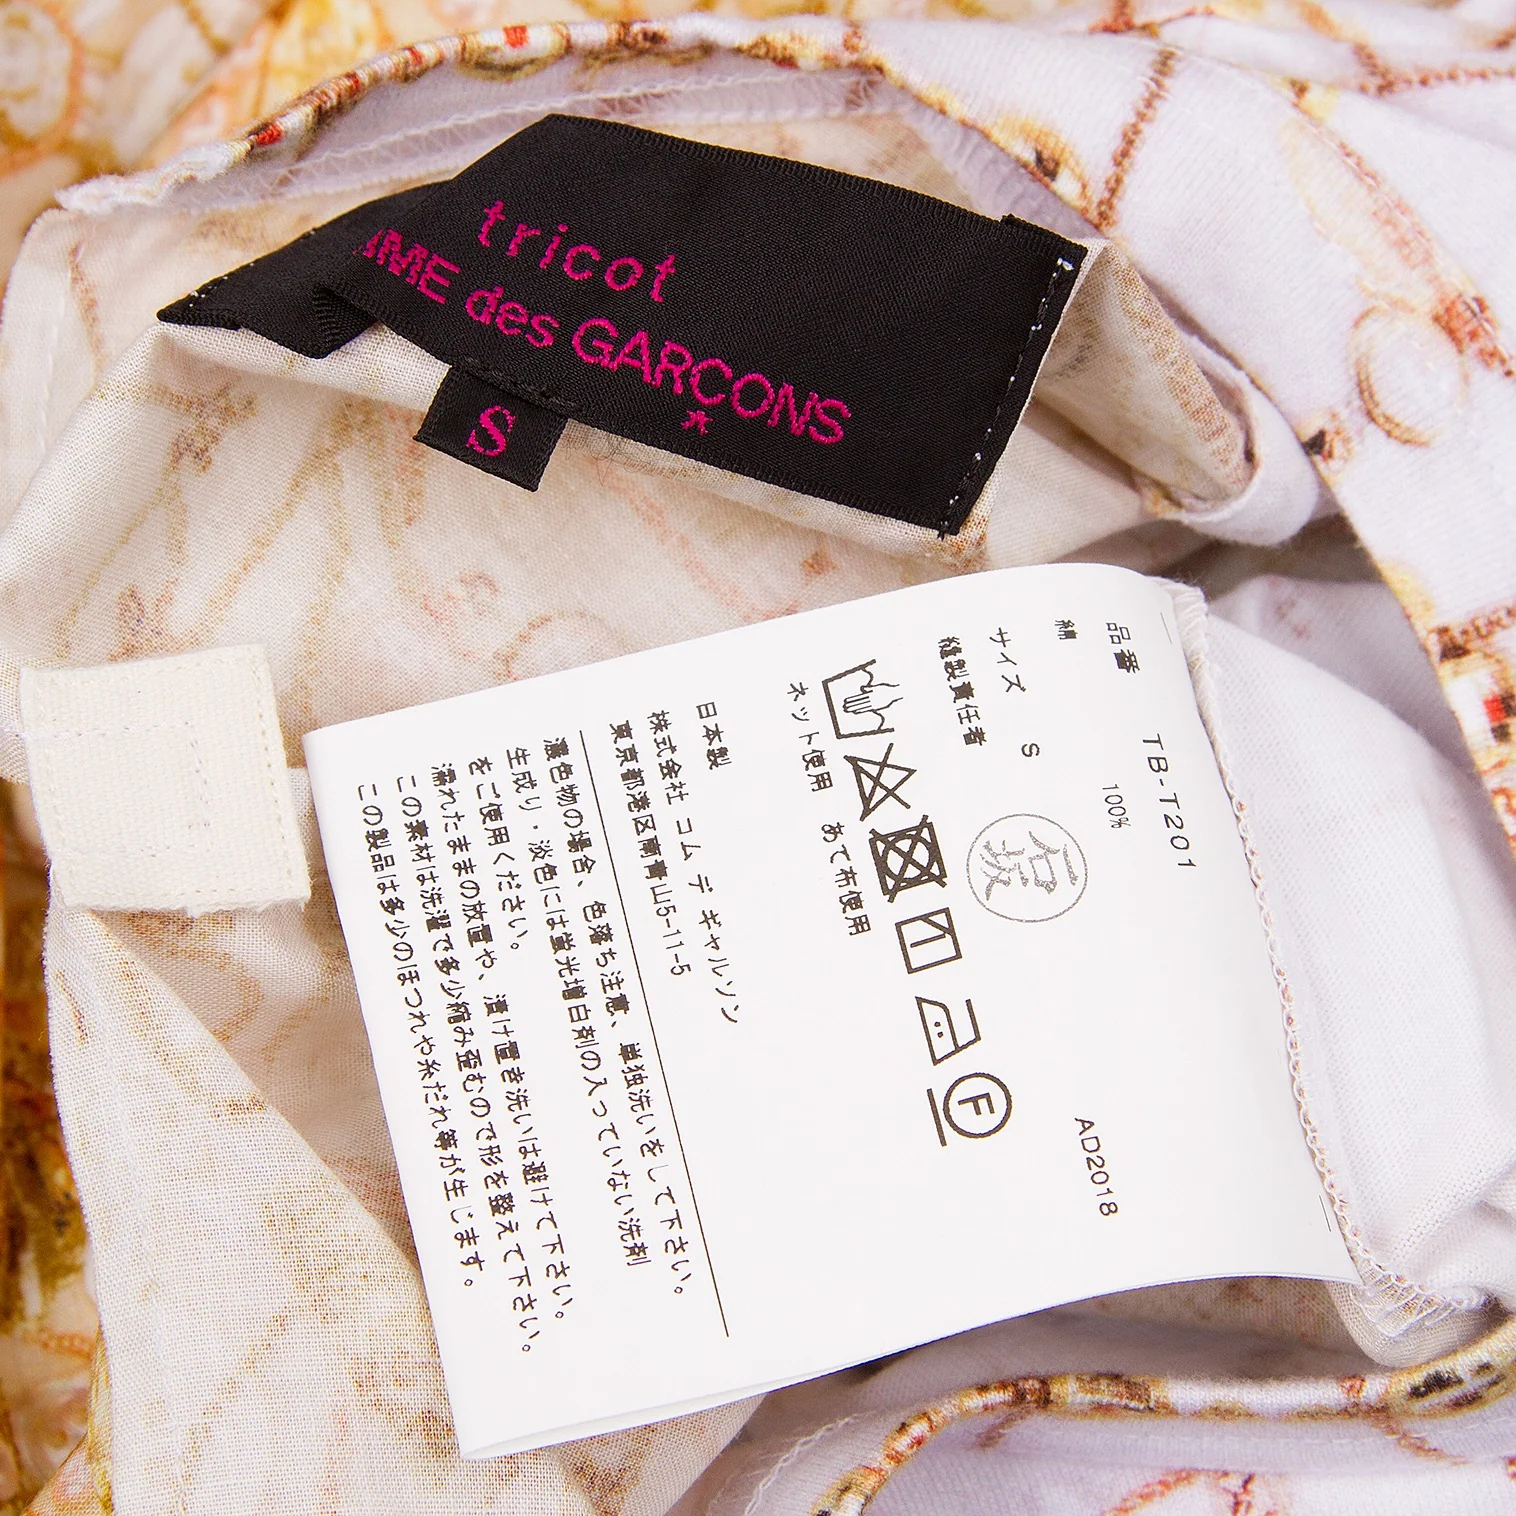 tricot
MME des GARÇONS
S
品番 TB-T201 AD2018
綿 100%
サイズ S
縫製責任者
ネット使用 あて布使用
F
日本製
株式会社 コム デ ギャルソン
東京都港区南青山5-11-5
濃色物の場合、色落ち注意、単独洗いをして下さい。
生成り・淡色には蛍光増白剤の入っていない洗剤
をご使用ください。
濡れたままの放置や、漬け置き洗いは避けて下さい。
この素材は洗濯で多少縮み歪むので形を整えて下さい。
この製品は多少のほつれや糸だれ等が生じます。